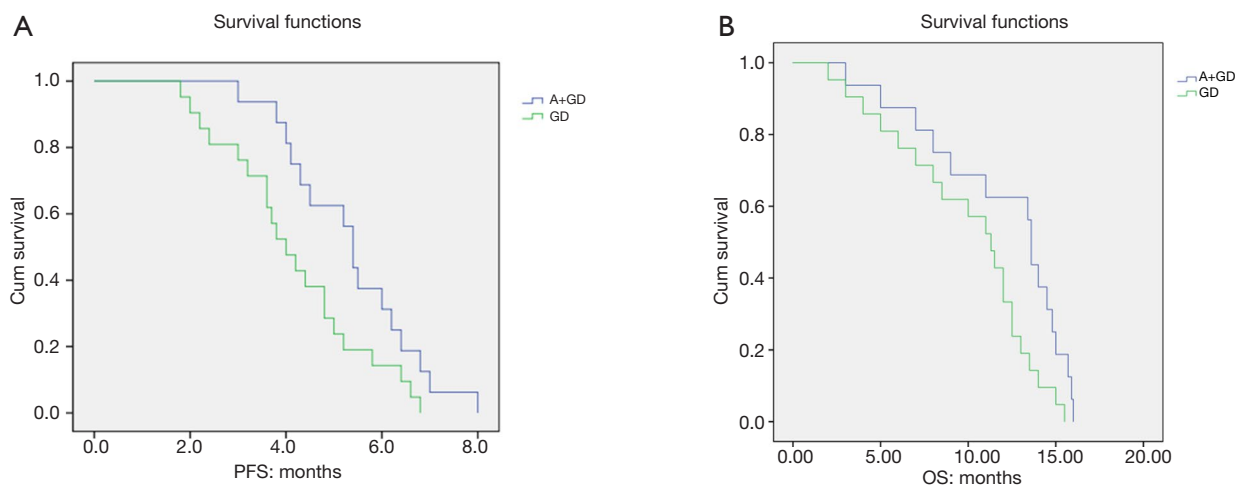 A
Survival functions
1.0
0.8
0.6
0.4
0.2
0.0
Cum survival
0.0 2.0 4.0 6.0 8.0
PFS: months
A+GD
GD
B
Survival functions
1.0
0.8
0.6
0.4
0.2
0.0
Cum survival
0.00 5.00 10.00 15.00 20.00
OS: months
A+GD
GD